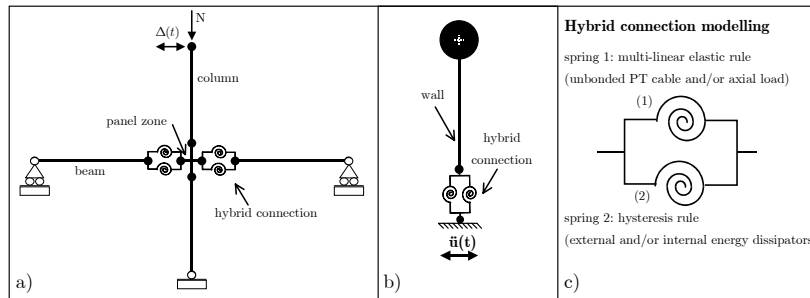 N
Δ(t)
column
panel zone
beam
hybrid connection
a)
wall
hybrid
connection
ü(t)
b)
Hybrid connection modelling
spring 1: multi-linear elastic rule
(unbonded PT cable and/or axial load)
(1)
(2)
spring 2: hysteresis rule
(external and/or internal energy dissipators
c)